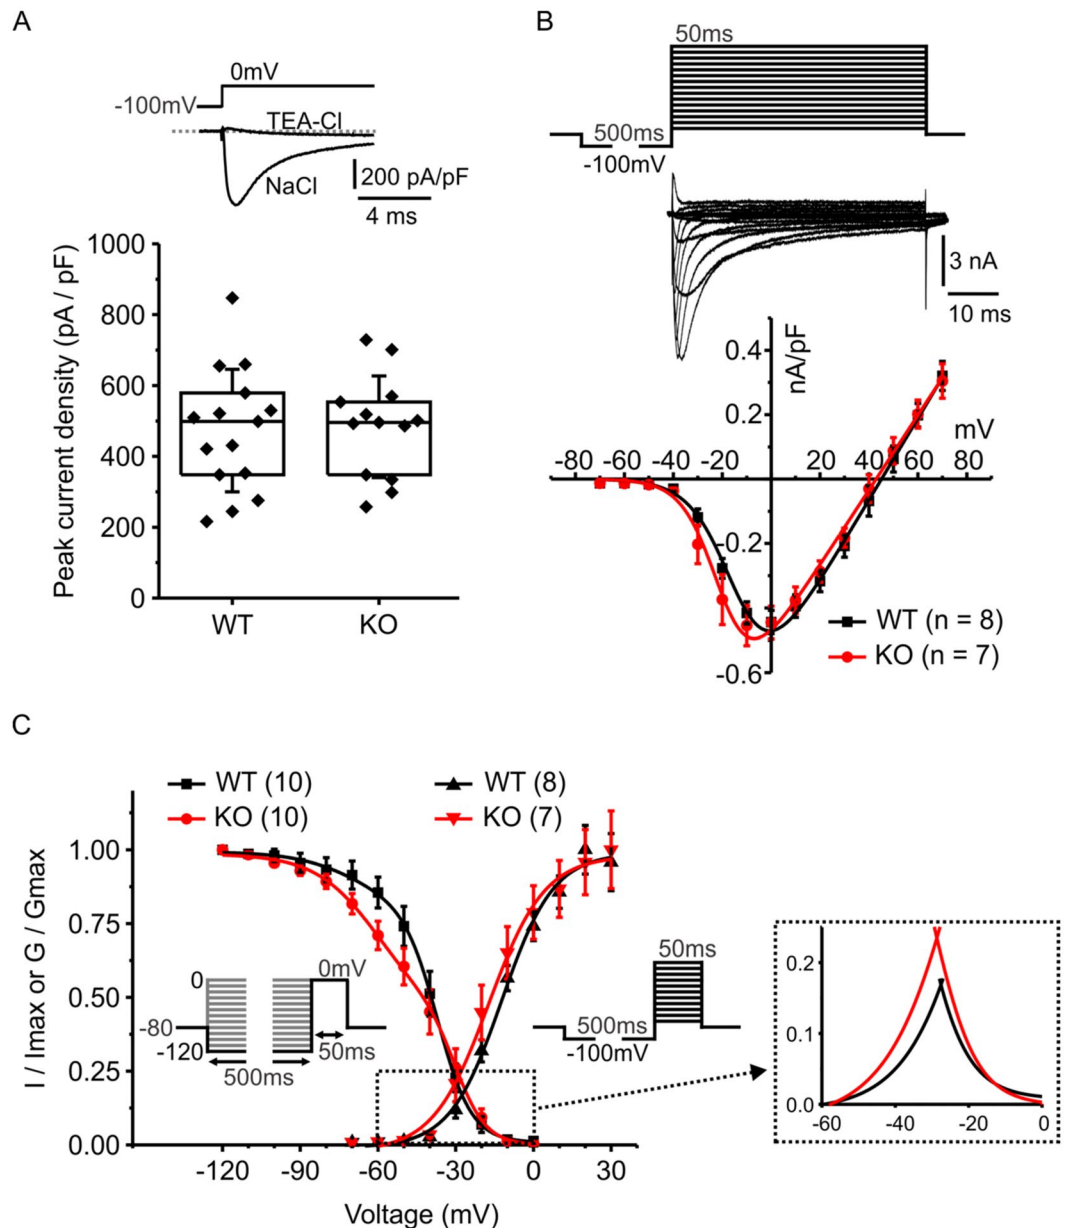 A
0mV
-100mV
TEA-Cl
NaCl
200 pA/pF
4 ms
Peak current density (pA / pF)
1000
800
600
400
200
0
WT
KO
B
50ms
500ms
-100mV
3 nA
10 ms
nA/pF
mV
0.4
0.2
-80 -60 -40 -20 20 40 60 80
-0.2
-0.6
WT (n = 8)
KO (n = 7)
C
WT (10)
KO (10)
WT (8)
KO (7)
I / Imax or G / Gmax
1.00
0.75
0.50
0.25
0.00
0
-80
-120
0mV
50ms
500ms
50ms
500ms
-100mV
-120 -90 -60 -30 0 30
Voltage (mV)
0.2
0.1
0.0
-60 -40 -20 0